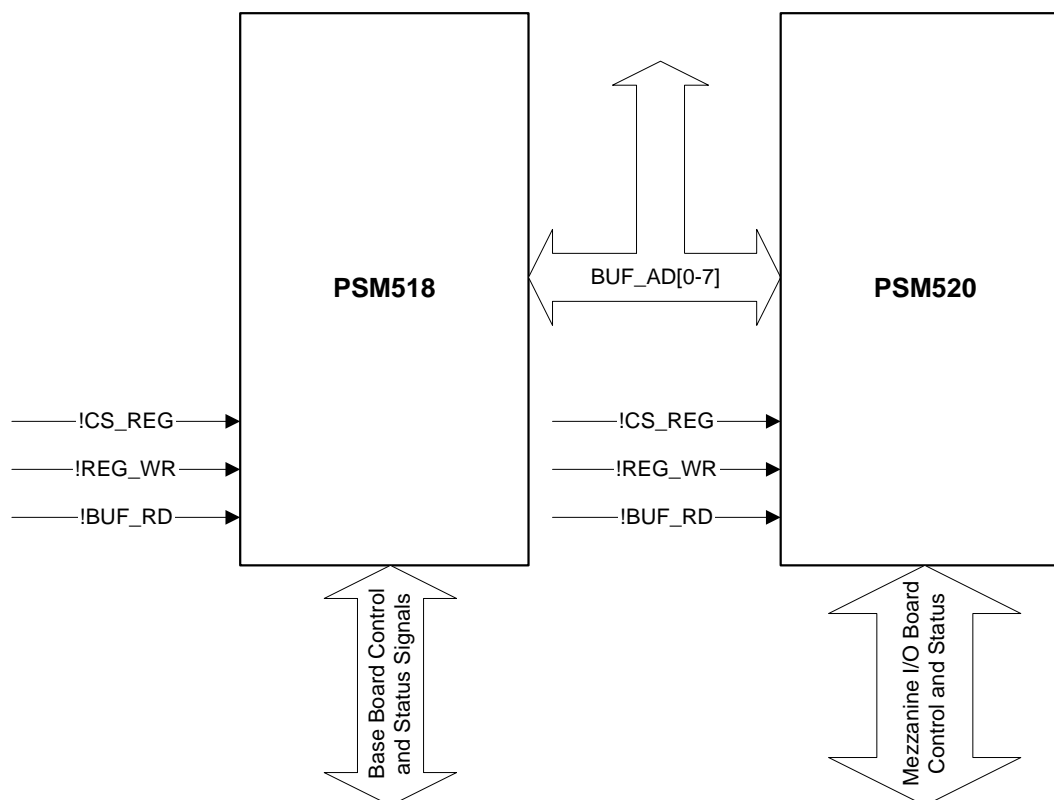 BUF_AD[0-7]
PSM518
PSM520
!CS_REG
!CS_REG
!REG_WR
!REG_WR
!BUF_RD
!BUF_RD
Base Board Control
and Status Signals
Mezzanine I/O Board
Control and Status